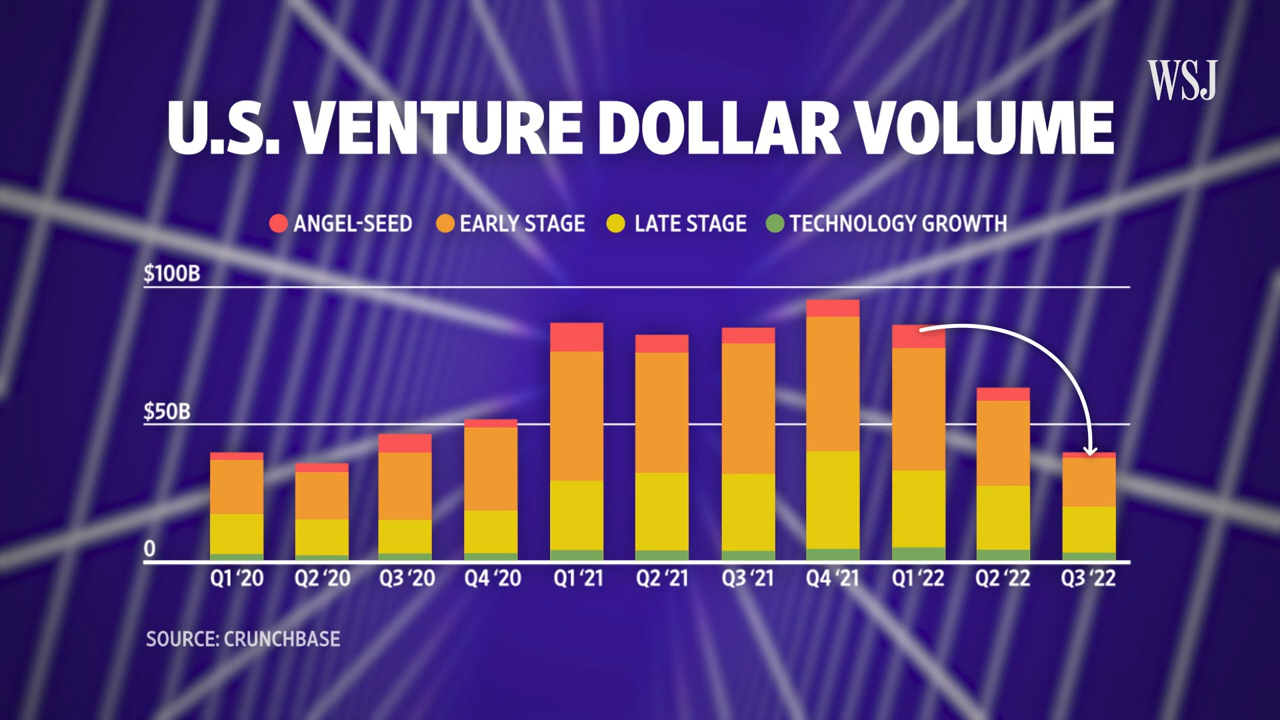 WSJ
U.S. VENTURE DOLLAR VOLUME
ANGEL-SEED EARLY STAGE LATE STAGE TECHNOLOGY GROWTH
$100B
$50B
0
Q1 ‘20 Q2 ‘20 Q3 ‘20 Q4 ‘20 Q1 ‘21 Q2 ‘21 Q3 ‘21 Q4 ‘21 Q1 ‘22 Q2 ‘22 Q3 ‘22
SOURCE: CRUNCHBASE